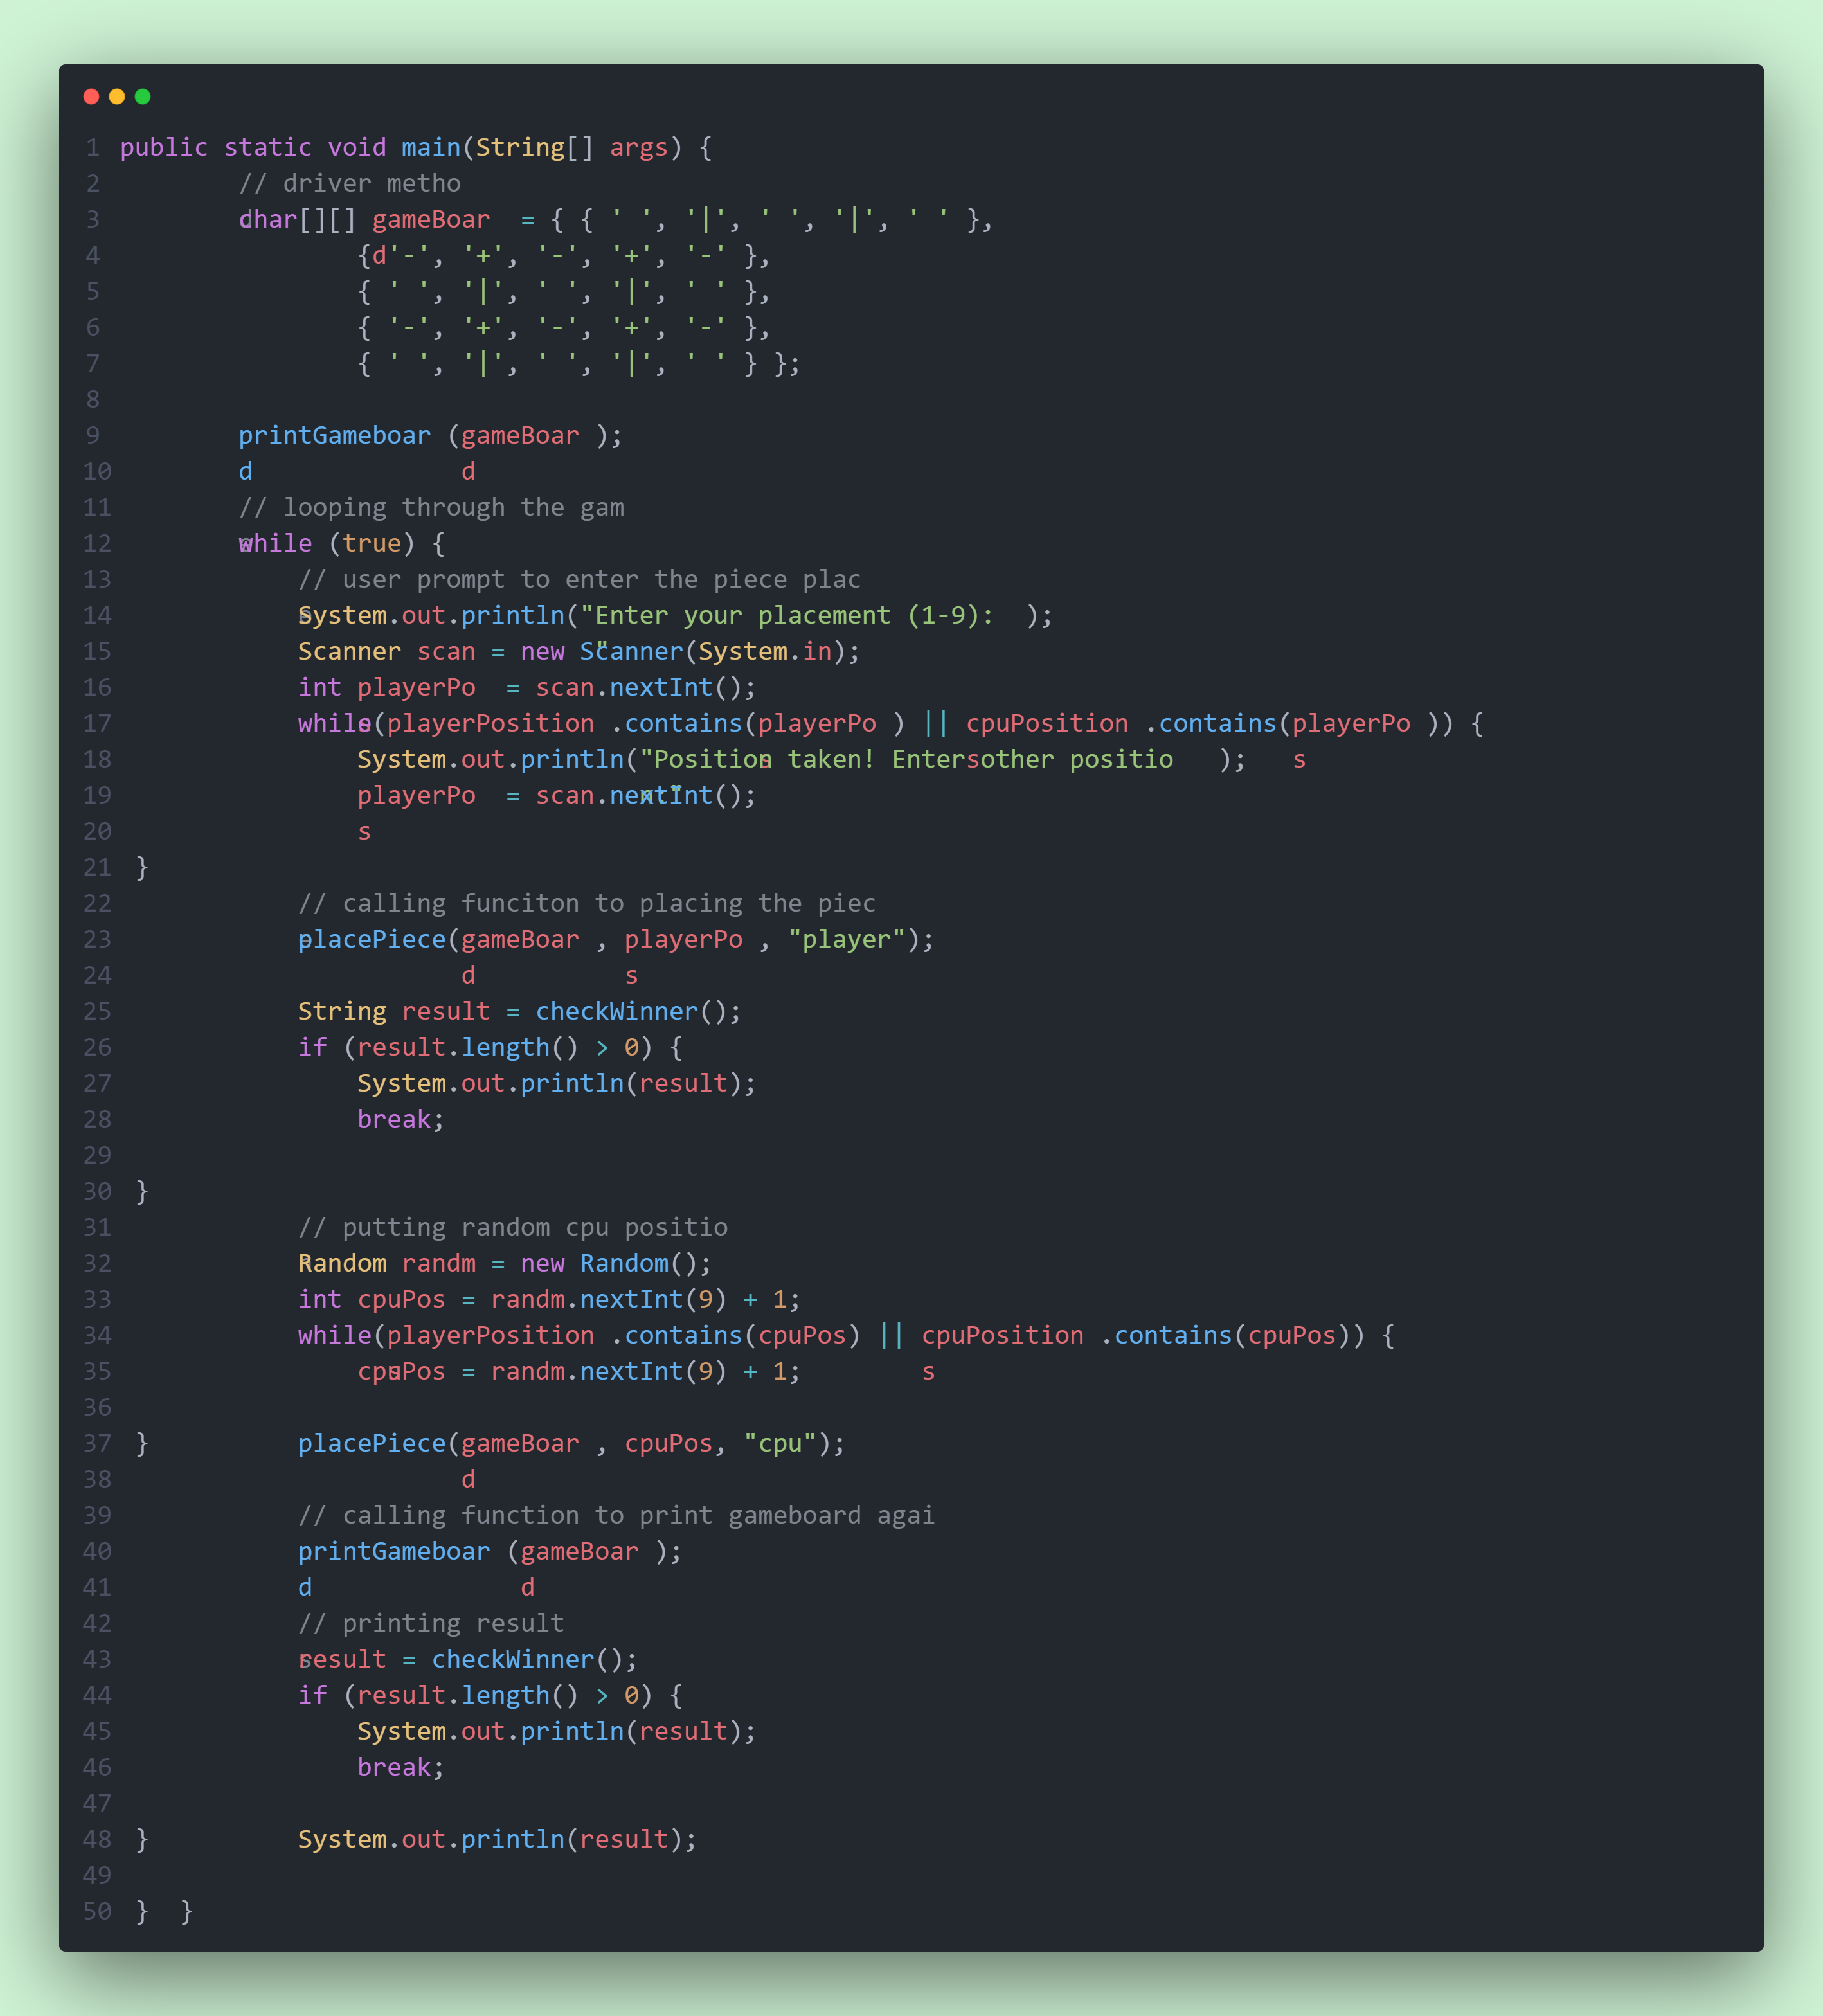 1 public static void main(String[] args) {
2 // driver metho
3 char[][] gameBoar  = { { ' ', '|', ' ', '|', ' ' },
4 {d'-', '+', '-', '+', '-' },
5 { ' ', '|', ' ', '|', ' ' },
6 { '-', '+', '-', '+', '-' },
7 { ' ', '|', ' ', '|', ' ' } };
8
9 printGameboar (gameBoar );
10 d d
11 // looping through the gam
12 while (true) {
13 // user prompt to enter the piece plac
14 System.out.println("Enter your placement (1-9):  );
15 Scanner scan = new Scanner(System.in);
16 int playerPo  = scan.nextInt();
17 while(playerPosition .contains(playerPo ) || cpuPosition .contains(playerPo )) {
18 System.out.println("Position taken! Entersother positio   ); s
19 playerPo  = scan.nextInt();
20 s
21 }
22 // calling funciton to placing the piec
23 placePiece(gameBoar , playerPo , "player");
24 d s
25 String result = checkWinner();
26 if (result.length() > 0) {
27 System.out.println(result);
28 break;
29
30 }
31 // putting random cpu positio
32 Random randm = new Random();
33 int cpuPos = randm.nextInt(9) + 1;
34 while(playerPosition .contains(cpuPos) || cpuPosition .contains(cpuPos)) {
35 cpuPos = randm.nextInt(9) + 1; s
36
37 } placePiece(gameBoar , cpuPos, "cpu");
38 d
39 // calling function to print gameboard agai
40 printGameboar (gameBoar );
41 d d
42 // printing result
43 result = checkWinner();
44 if (result.length() > 0) {
45 System.out.println(result);
46 break;
47
48 } System.out.println(result);
49
50 } }